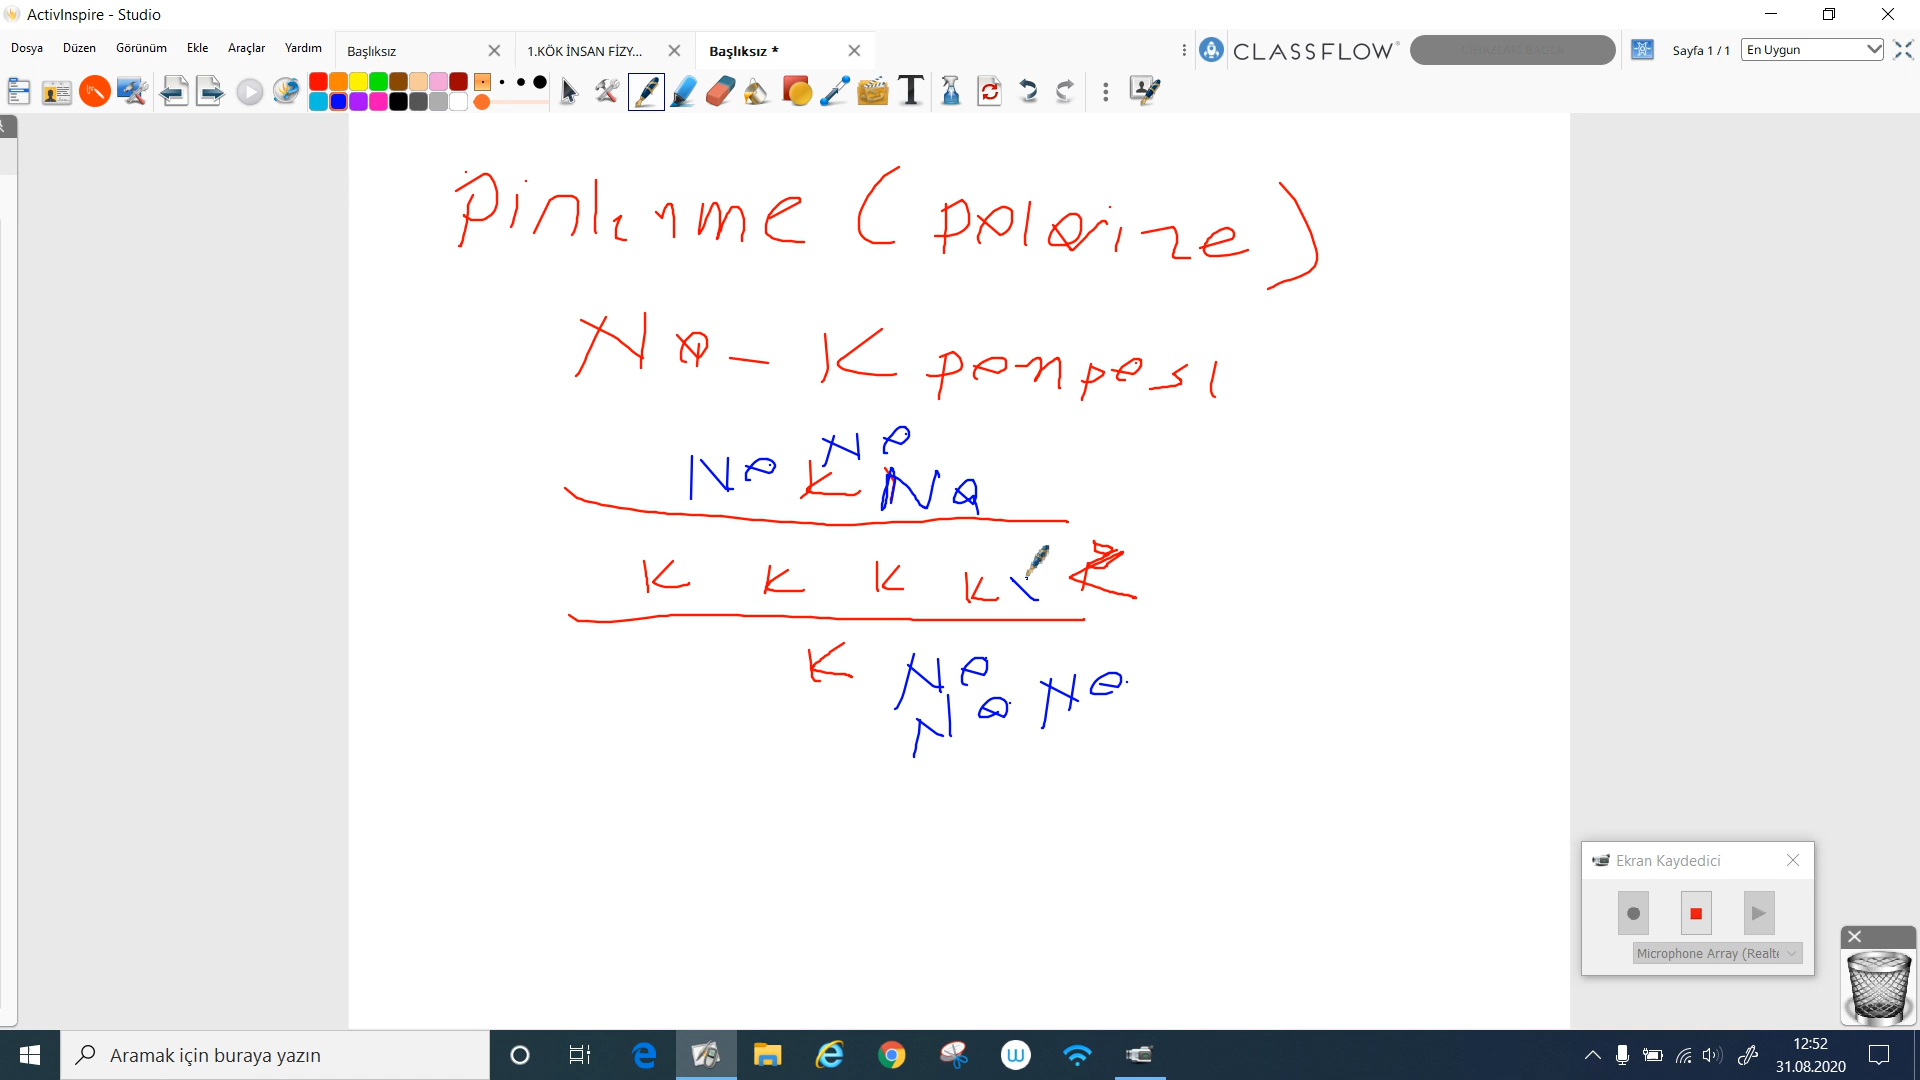 ActivInspire - Studio
Dosya Düzen Görünüm Ekle Araçlar Yardım
Başlıksız
1.KÖK İNSAN FİZY...
Başlıksız *
CLASSFLOW
Sayfa 1 / 1
En Uygun
(polarize)
Na - K pompası
Na
Na K Na
K K K K
K Na Na
Na
Ekran Kaydedici
Microphone Array (Realte
Aramak için buraya yazın
12:52
31.08.2020